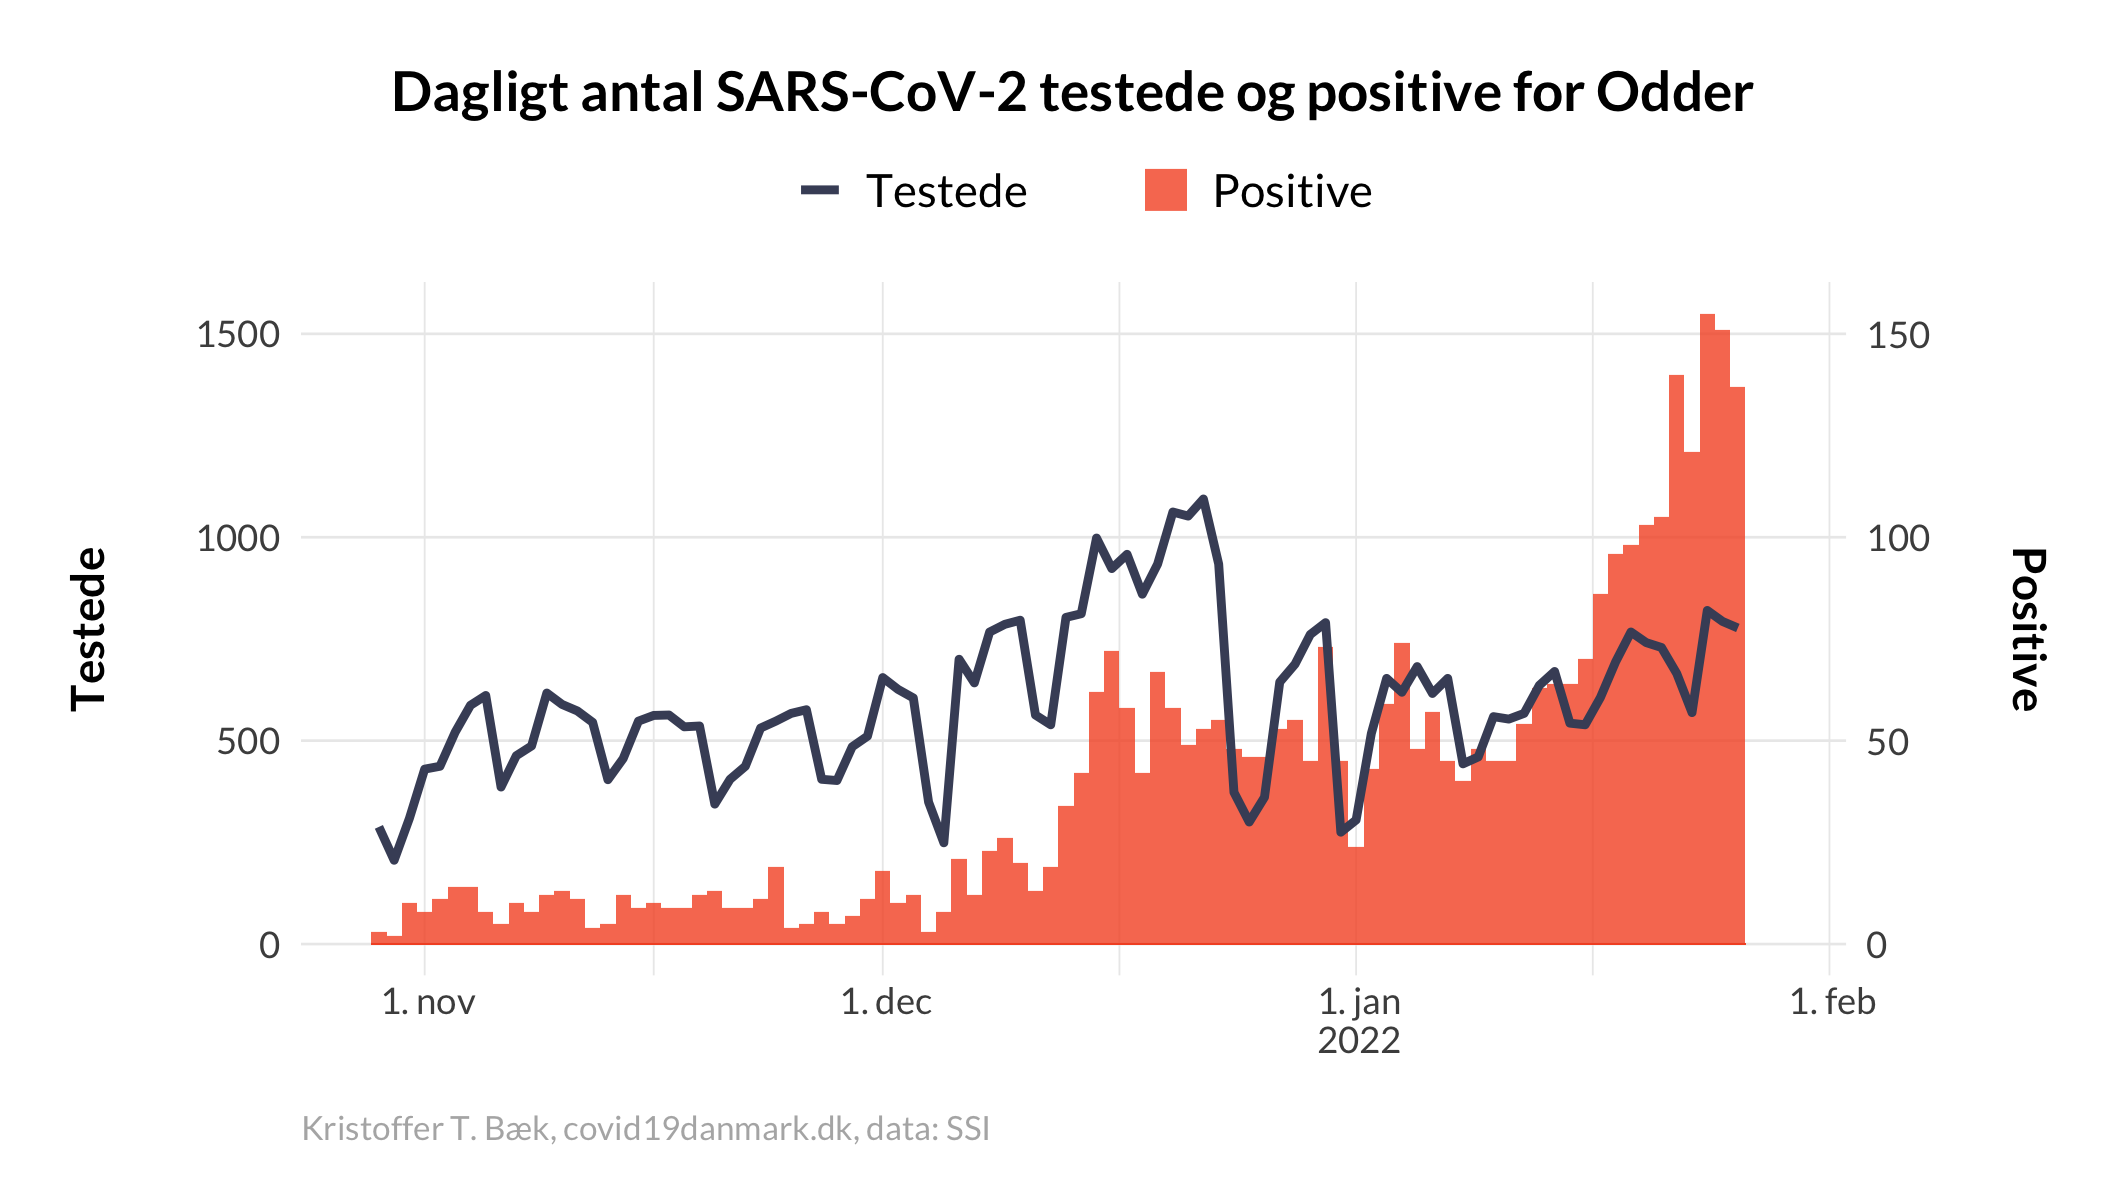 Dagligt antal SARS-CoV-2 testede og positive for Odder
Testede
Positive
1500
1000
500
0
Testede
150
100
50
0
Positive
1. nov
1. dec
1. jan
2022
1. feb
Kristoffer T. Bæk, covid19danmark.dk, data: SSI